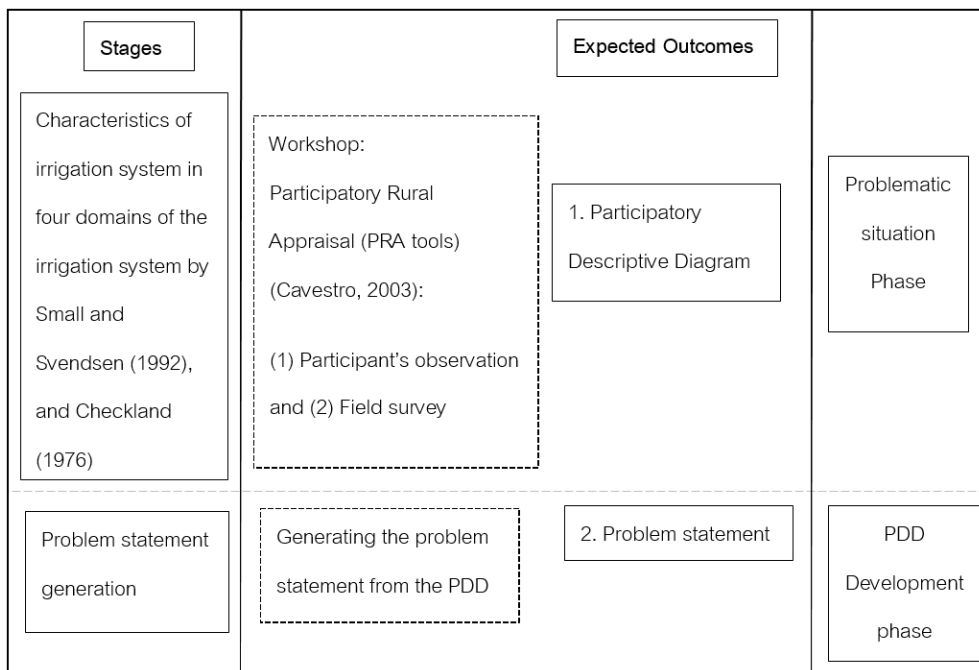 Stages
Expected Outcomes
Characteristics of
irrigation system in
four domains of the
irrigation system by
Small and
Svendsen (1992),
and Checkland
(1976)
Workshop:
Participatory Rural
Appraisal (PRA tools)
(Cavestro, 2003):
(1) Participant's observation
and (2) Field survey
1. Participatory
Descriptive Diagram
Problematic
situation
Phase
Problem statement
generation
Generating the problem
statement from the PDD
2. Problem statement
PDD
Development
phase